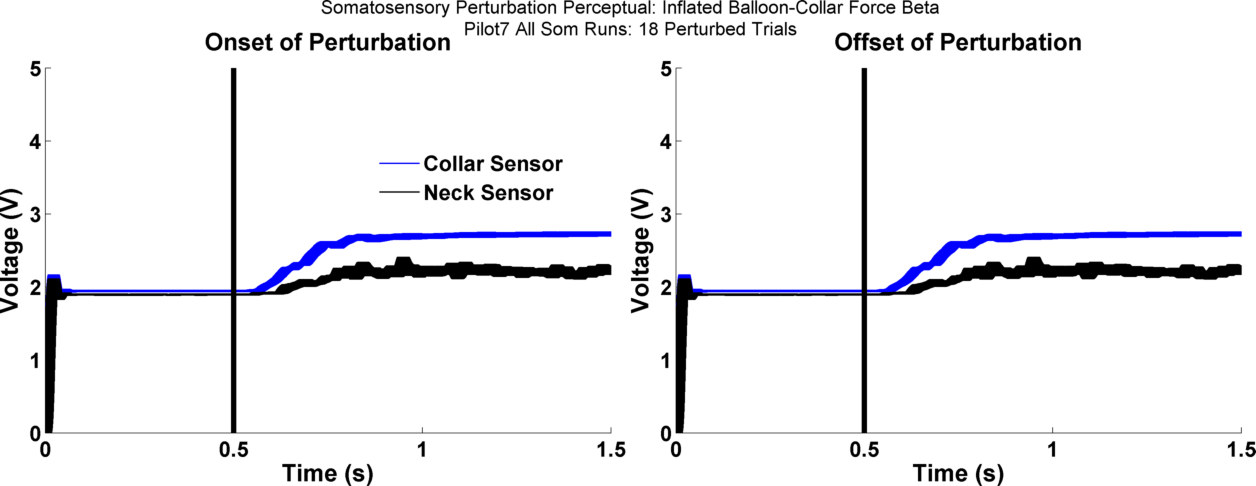 Somatosensory Perturbation Perceptual: Inflated Balloon-Collar Force Beta
Pilot7 All Som Runs: 18 Perturbed Trials
Onset of Perturbation
5
4
3
2
1
0
Voltage (V)
Collar Sensor
Neck Sensor
0
0.5
1
1.5
Time (s)
Offset of Perturbation
5
4
3
2
1
0
Voltage (V)
0
0.5
1
1.5
Time (s)